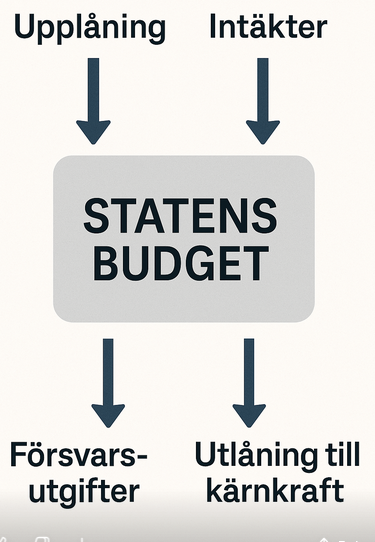 Upplåning
Intäkter
STATENS
BUDGET
Försvars-
utgifter
Utlåning till
kärnkraft